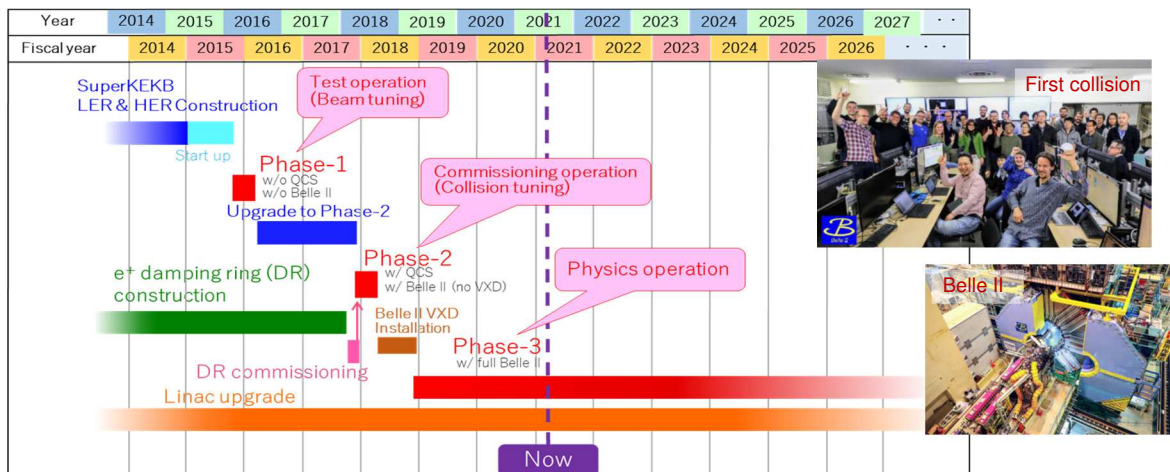 Year 2014 2015 2016 2017 2018 2019 2020 2021 2022 2023 2024 2025 2026 2027 · ·
Fiscal year 2014 2015 2016 2017 2018 2019 2020 2021 2022 2023 2024 2025 2026 · · ·
SuperKEKB
LER & HER Construction
Start up
Test operation
(Beam tuning)
First collision
Phase-1
w/o QCS
w/o Belle II
Commissioning operation
(Collision tuning)
Upgrade to Phase-2
B
Belle II
Phase-2
w/ QCS
w/ Belle II (no VXD)
Physics operation
e+ damping ring (DR)
construction
Belle II
Belle II VXD
Installation
Phase-3
w/ full Belle II
DR commissioning
Linac upgrade
Now